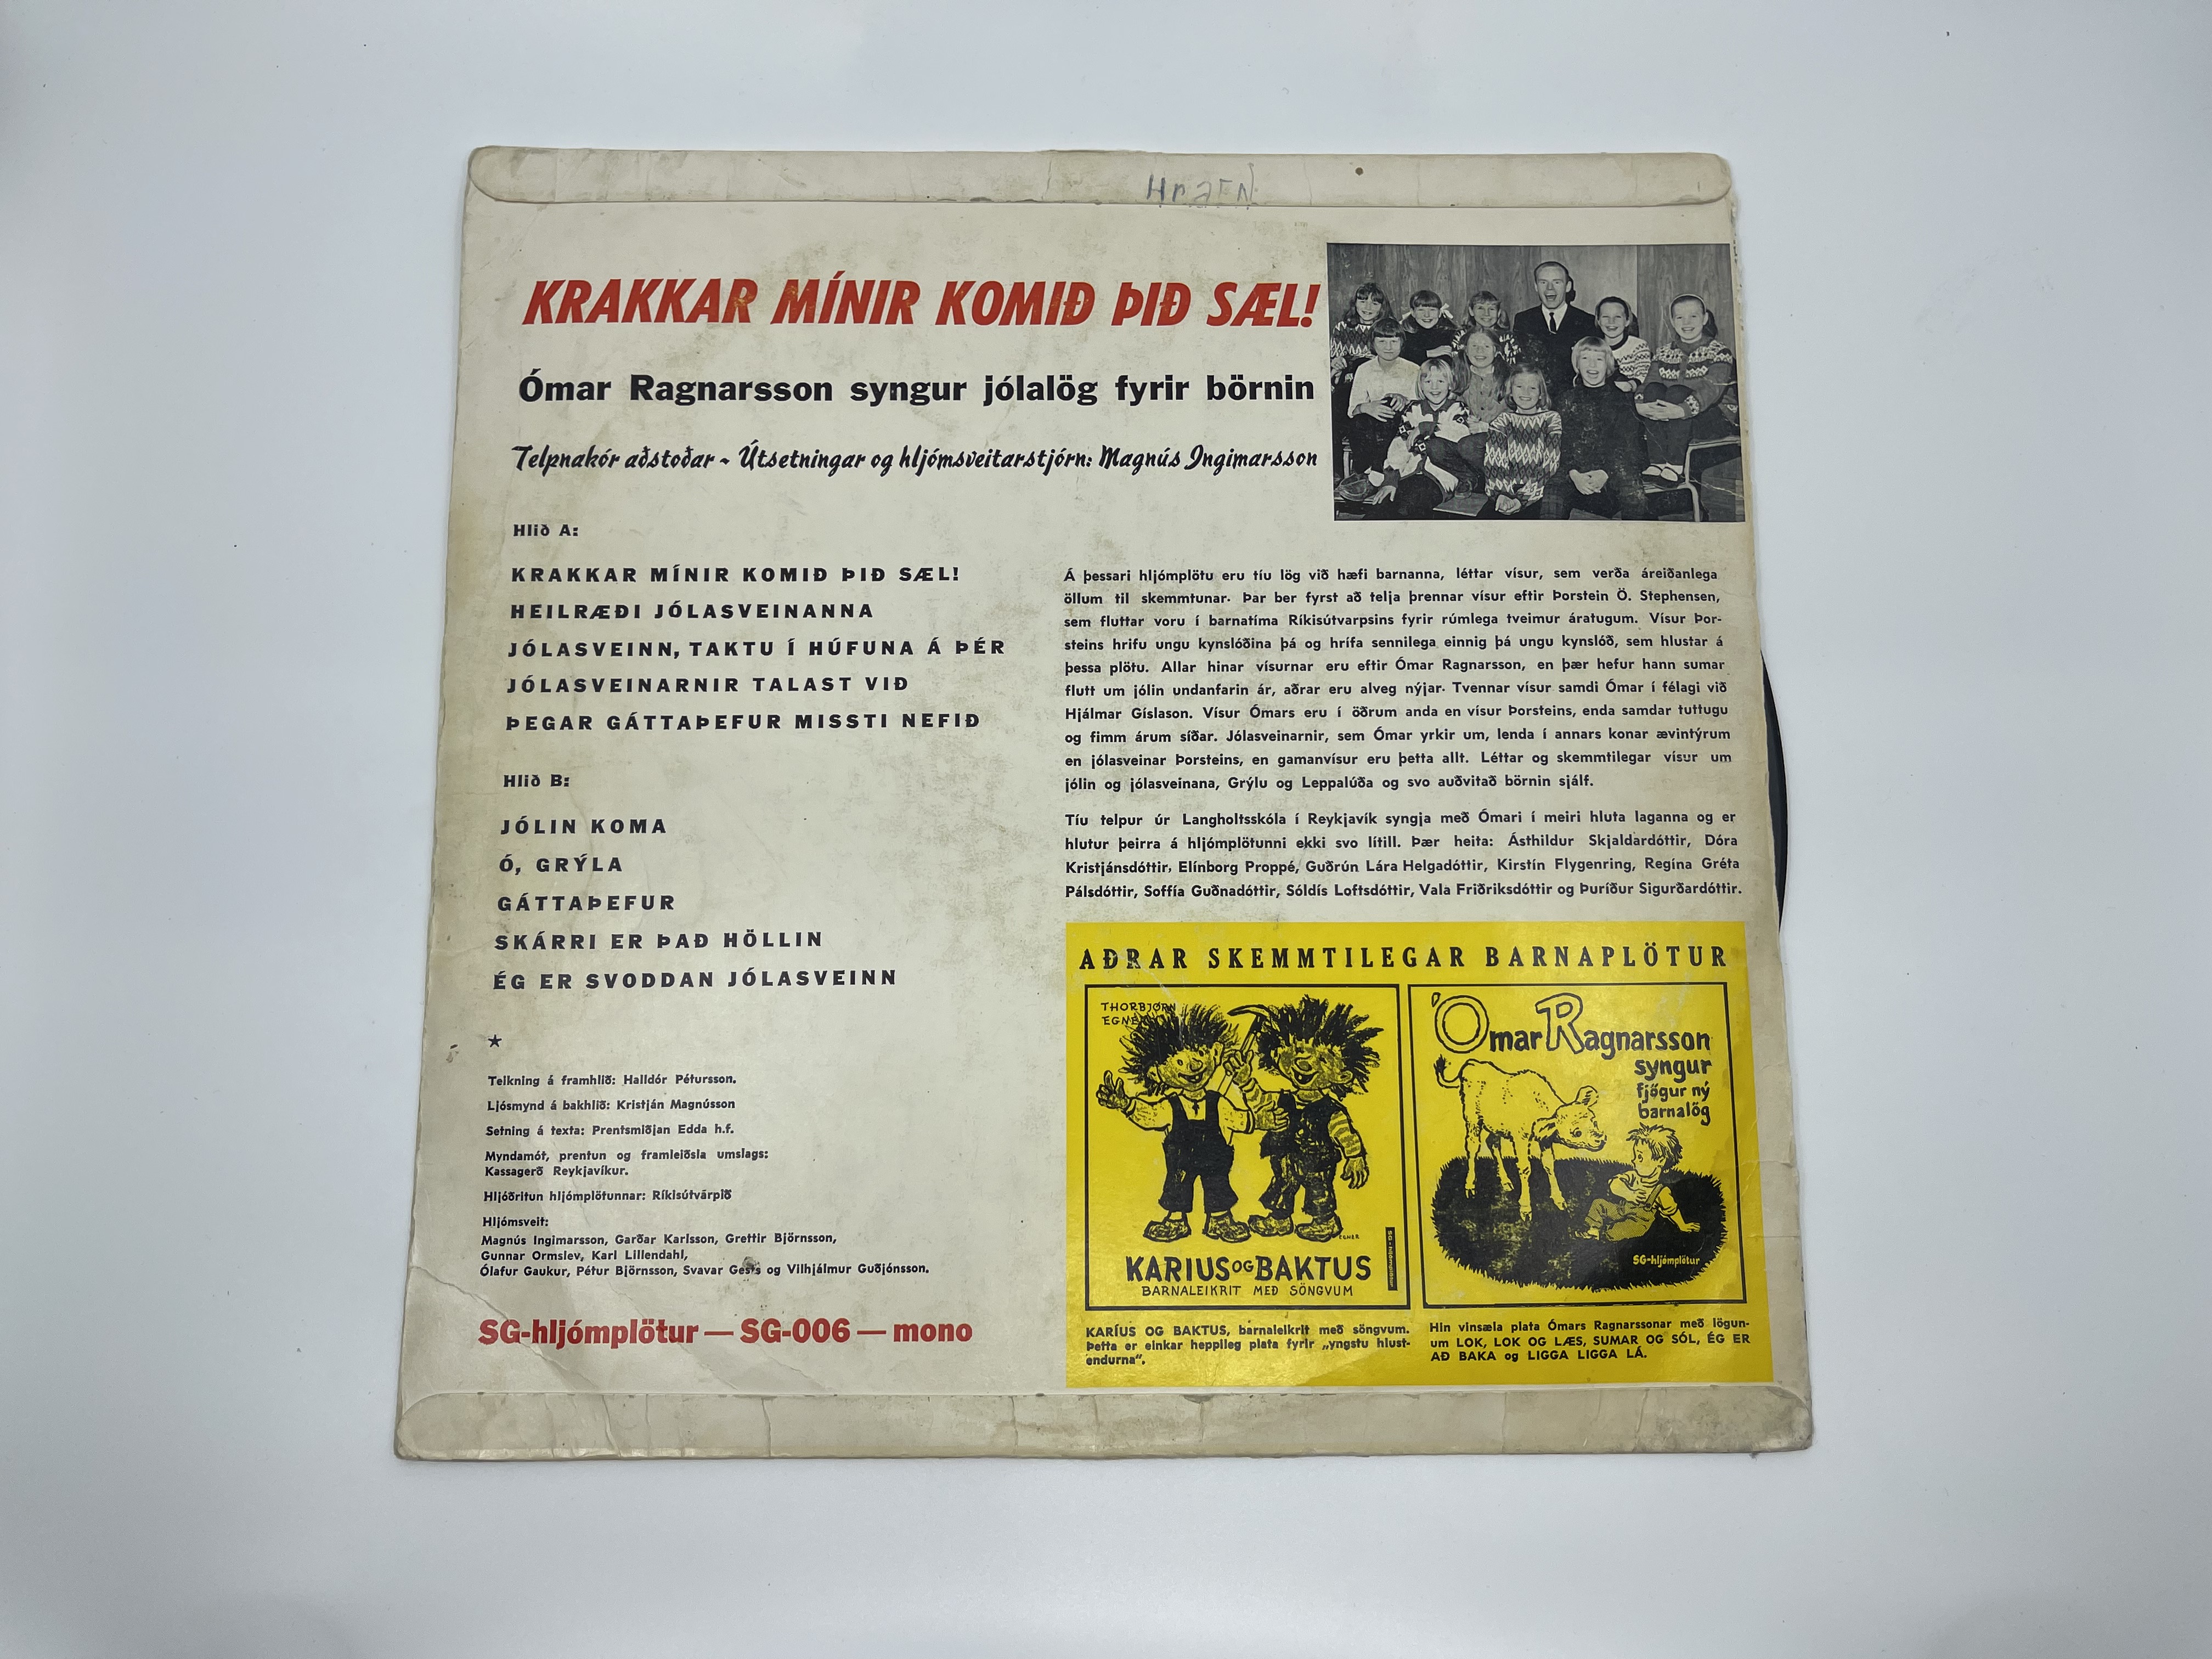 HrafN
KRAKKAR MÍNIR KOMIÐ ÞIÐ SÆL!
Ómar Ragnarsson syngur jólalög fyrir börnin
Telpnakór aðstoðar ~ Útsetningar og hljómsveitarstjórn: Magnús Ingimarsson
Hlið A:
KRAKKAR MÍNIR KOMIÐ ÞIÐ SÆL!
HEILRÆÐI JÓLASVEINANNA
JÓLASVEINN, TAKTU Í HÚFUNA Á ÞÉR
JÓLASVEINARNIR TALAST VIÐ
ÞEGAR GÁTTAÞEFUR MISSTI NEFIÐ
Hlið B:
JÓLIN KOMA
Ó, GRÝLA
GÁTTAÞEFUR
SKÁRRI ER ÞAÐ HÖLLIN
ÉG ER SVODDAN JÓLASVEINN
★
Teikning á framhlið: Halldór Pétursson.
Ljósmynd á bakhlið: Kristján Magnússon
Setning á texta: Prentsmiðjan Edda h.f.
Myndamót, prentun og framleiðsla umslags:
Kassagerð Reykjavíkur.
Hljóðritun hljómplötunnar: Ríkisútvarpið
Hljómsveit:
Magnús Ingimarsson, Garðar Karlsson, Grettir Björnsson,
Gunnar Ormslev, Karl Lillendahl,
Ólafur Gaukur, Pétur Björnsson, Svavar Gests og Vilhjálmur Guðjónsson.
SG-hljómplötur — SG-006 — mono
Á þessari hljómplötu eru tíu lög við hæfi barnanna, léttar vísur, sem verða áreiðanlega
öllum til skemmtunar. Þar ber fyrst að telja þrennar vísur eftir Þorstein Ö. Stephensen,
sem fluttar voru í barnatíma Ríkisútvarpsins fyrir rúmlega tveimur áratugum. Vísur Þor-
steins hrifu ungu kynslóðina þá og hrífa sennilega einnig þá ungu kynslóð, sem hlustar á
þessa plötu. Allar hinar vísurnar eru eftir Ómar Ragnarsson, en þær hefur hann sumar
flutt um jólin undanfarin ár, aðrar eru alveg nýjar. Tvennar vísur samdi Ómar í félagi við
Hjálmar Gíslason. Vísur Ómars eru í öðrum anda en vísur Þorsteins, enda samdar tuttugu
og fimm árum síðar. Jólasveinarnir, sem Ómar yrkir um, lenda í annars konar ævintýrum
en jólasveinar Þorsteins, en gamanvísur eru þetta allt. Léttar og skemmtilegar vísur um
jólin og jólasveinana, Grýlu og Leppalúða og svo auðvitað börnin sjálf.
Tíu telpur úr Langholtsskóla í Reykjavík syngja með Ómari í meiri hluta laganna og er
hlutur þeirra á hljómplötunni ekki svo lítill. Þær heita: Ásthildur Skjaldardóttir, Dóra
Kristjánsdóttir, Elínborg Proppé, Guðrún Lára Helgadóttir, Kirstín Flygenring, Regína Gréta
Pálsdóttir, Soffía Guðnadóttir, Sóldís Loftsdóttir, Vala Friðriksdóttir og Þuríður Sigurðardóttir.
AÐRAR SKEMMTILEGAR BARNAPLÖTUR
THORBJØRN
EGNER
EGNER
KARIUS OG BAKTUS
BARNALEIKRIT MEÐ SÖNGVUM
SG-hljómplötur
Ómar Ragnarsson
syngur
fjögur ný
barnalög
SG-hljómplötur
KARÍUS OG BAKTUS, barnaleikrit með söngvum.
Þetta er einkar heppileg plata fyrir „yngstu hlust-
endurna“.
Hin vinsæla plata Ómars Ragnarssonar með lögun-
um LOK, LOK OG LÆS, SUMAR OG SÓL, ÉG ER
AÐ BAKA og LIGGA LIGGA LÁ.